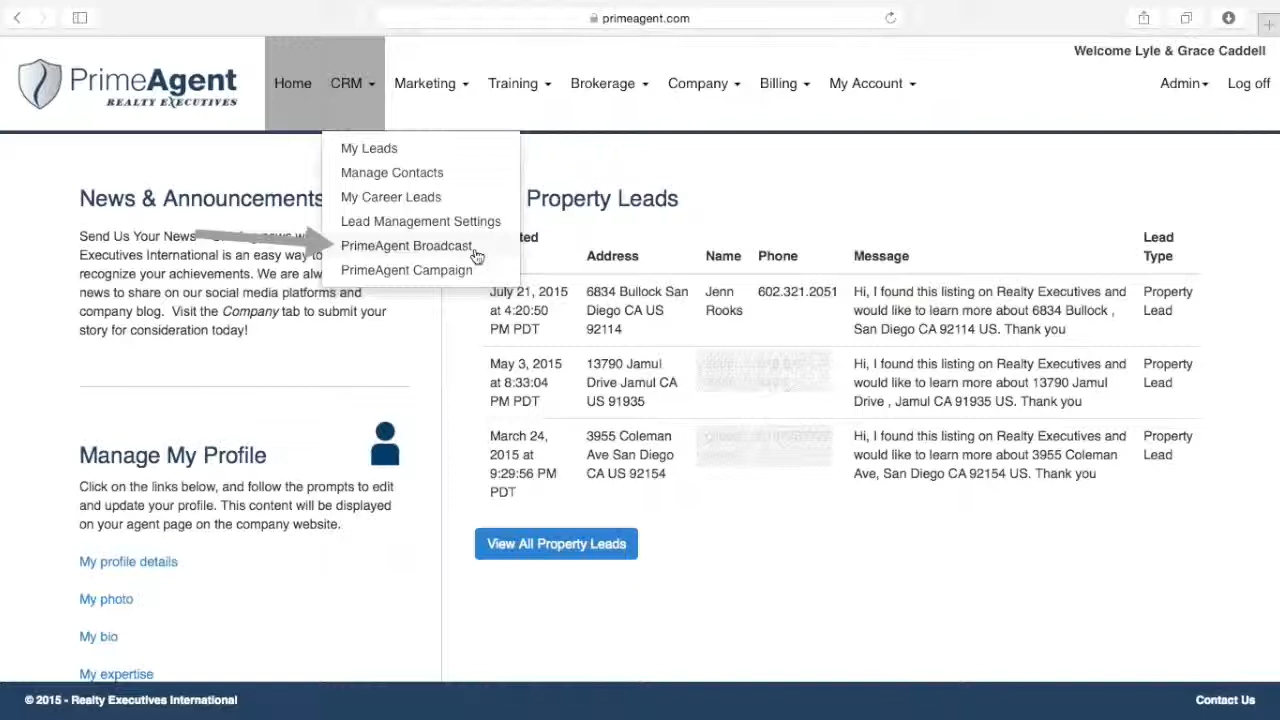 primeagent.com
Welcome Lyle & Grace Caddell
PrimeAgent
REALTY EXECUTIVES
Home CRM Marketing Training Brokerage Company Billing My Account Admin Log off
My Leads
Manage Contacts
My Career Leads
Lead Management Settings
PrimeAgent Broadcast
PrimeAgent Campaign
News & Announcements
Send Us Your News
Executives International is an easy way to
recognize your achievements. We are
news to share on our social media platforms and
company blog. Visit the Company tab to submit your
story for consideration today!
Manage My Profile
Click on the links below, and follow the prompts to edit
and update your profile. This content will be displayed
on your agent page on the company website.
My profile details
My photo
My bio
My expertise
Property Leads
Address Name Phone Message Lead
Type
July 21, 2015
at 4:20:50
PM PDT
6834 Bullock San
Diego CA US
92114
Jenn
Rooks
602.321.2051
Hi, I found this listing on Realty Executives and
would like to learn more about 6834 Bullock ,
San Diego CA 92114 US. Thank you
Property
Lead
May 3, 2015
at 8:33:04
PM PDT
13790 Jamul
Drive Jamul CA
US 91935
Hi, I found this listing on Realty Executives and
would like to learn more about 13790 Jamul
Drive , Jamul CA 91935 US. Thank you
Property
Lead
March 24,
2015 at
9:29:56 PM
PDT
3955 Coleman
Ave San Diego
CA US 92154
Hi, I found this listing on Realty Executives and
would like to learn more about 3955 Coleman
Ave, San Diego CA 92154 US. Thank you
Property
Lead
View All Property Leads
© 2015 - Realty Executives International
Contact Us